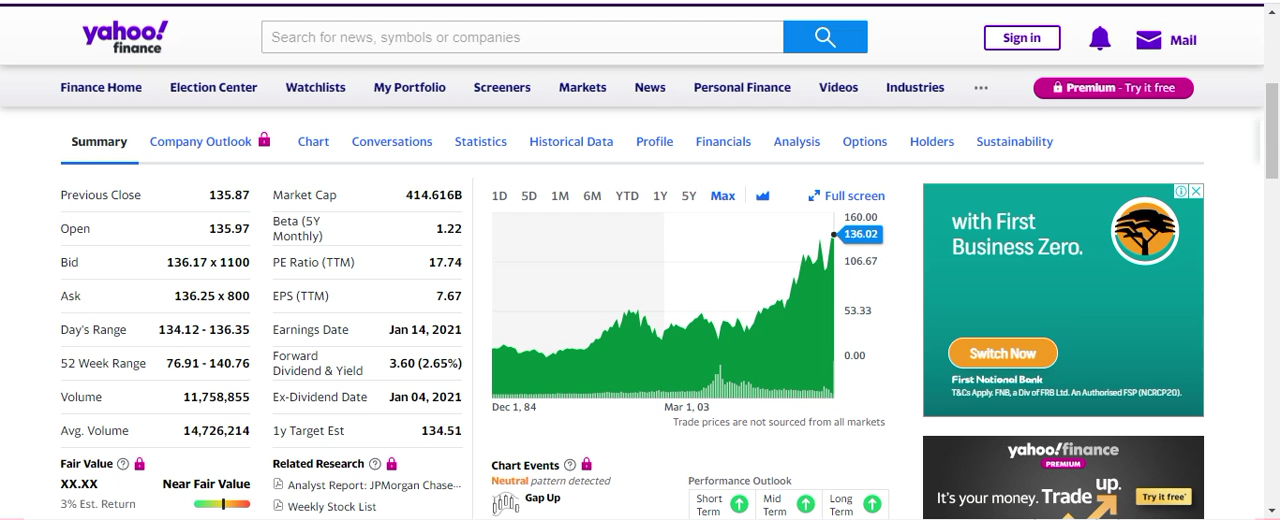 yahoo!
finance
Search for news, symbols or companies
Sign in
Mail
Finance Home Election Center Watchlists My Portfolio Screeners Markets News Personal Finance Videos Industries ••• Premium - Try it free
Summary Company Outlook Chart Conversations Statistics Historical Data Profile Financials Analysis Options Holders Sustainability
Previous Close 135.87
Open 135.97
Bid 136.17 x 1100
Ask 136.25 x 800
Day's Range 134.12 - 136.35
52 Week Range 76.91 - 140.76
Volume 11,758,855
Avg. Volume 14,726,214
Market Cap 414.616B
Beta (5Y
Monthly) 1.22
PE Ratio (TTM) 17.74
EPS (TTM) 7.67
Earnings Date Jan 14, 2021
Forward
Dividend & Yield 3.60 (2.65%)
Ex-Dividend Date Jan 04, 2021
1y Target Est 134.51
Fair Value
XX.XX Near Fair Value
3% Est. Return
Related Research
Analyst Report: JPMorgan Chase...
Weekly Stock List
1D 5D 1M 6M YTD 1Y 5Y Max Full screen
160.00
136.02
106.67
53.33
0.00
Dec 1, 84 Mar 1, 03
Trade prices are not sourced from all markets
Chart Events
Neutral pattern detected
Gap Up
Performance Outlook
Short
Term
Mid
Term
Long
Term
with First
Business Zero.
Switch Now
First National Bank
T&Cs Apply. FNB, a Div of FRB Ltd. An Authorised FSP (NCRCP20).
yahoo!finance
PREMIUM
It's your money. Trade up.
Try it free*